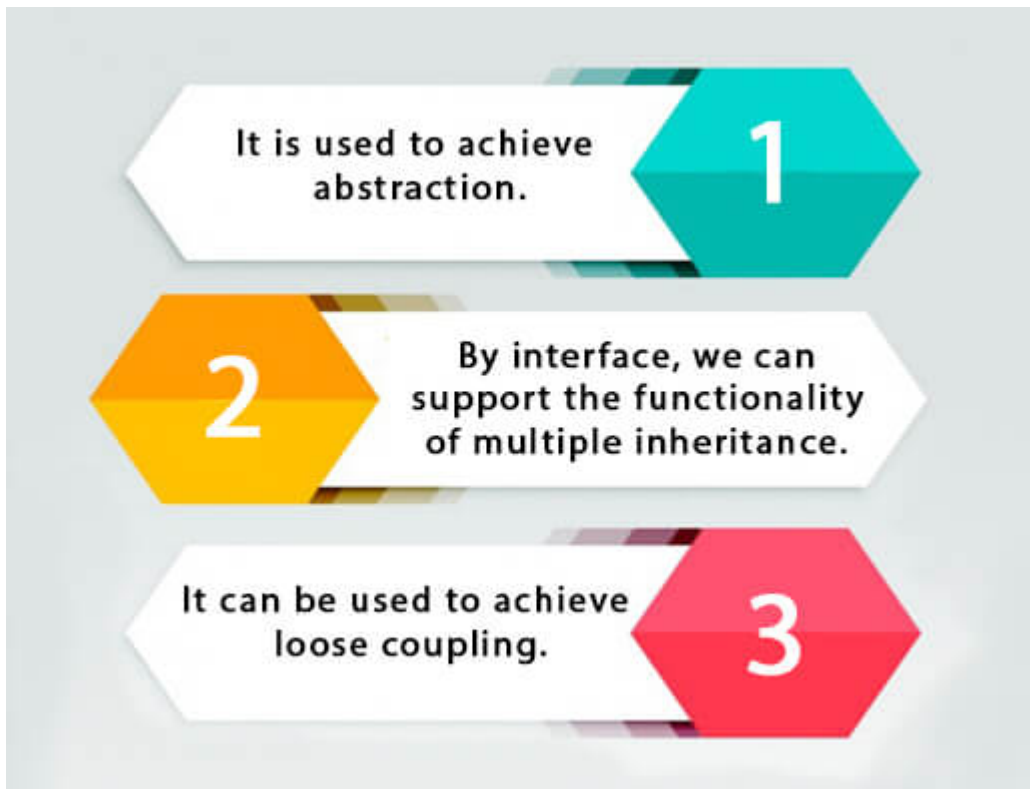 It is used to achieve
abstraction.
1
2
By interface, we can
support the functionality
of multiple inheritance.
It can be used to achieve
loose coupling.
3